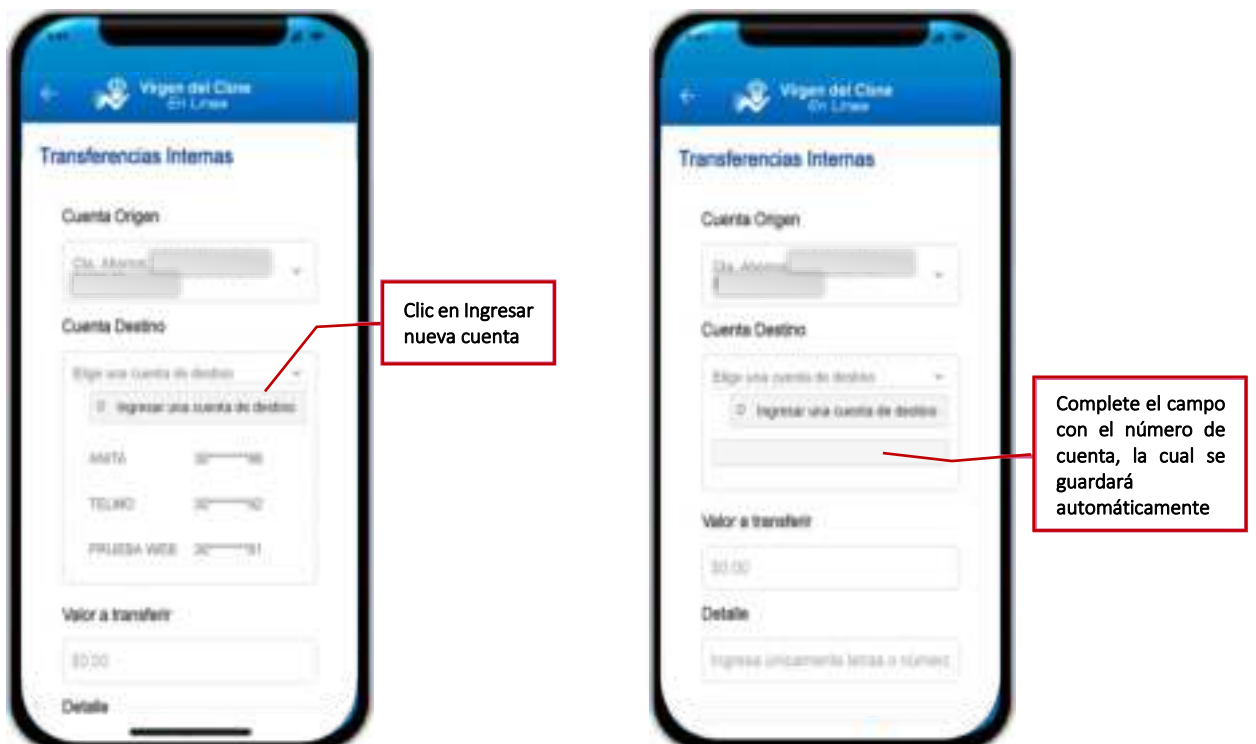 Virgen del Cisne
En Línea
Transferencias Internas
Cuenta Origen
Cta. Ahorros
Cuenta Destino
Elige una cuenta de destino
Ingresar una cuenta de destino
ANITA
TELMO
PRUEBA WEB
Valor a transferir
$0.00
Detalle
Clic en Ingresar
nueva cuenta
Virgen del Cisne
En Línea
Transferencias Internas
Cuenta Origen
Cta. Ahorros
Cuenta Destino
Elige una cuenta de destino
Ingresar una cuenta de destino
Valor a transferir
$0.00
Detalle
Ingresa únicamente letras o número
Complete el campo
con el número de
cuenta, la cual se
guardará
automáticamente